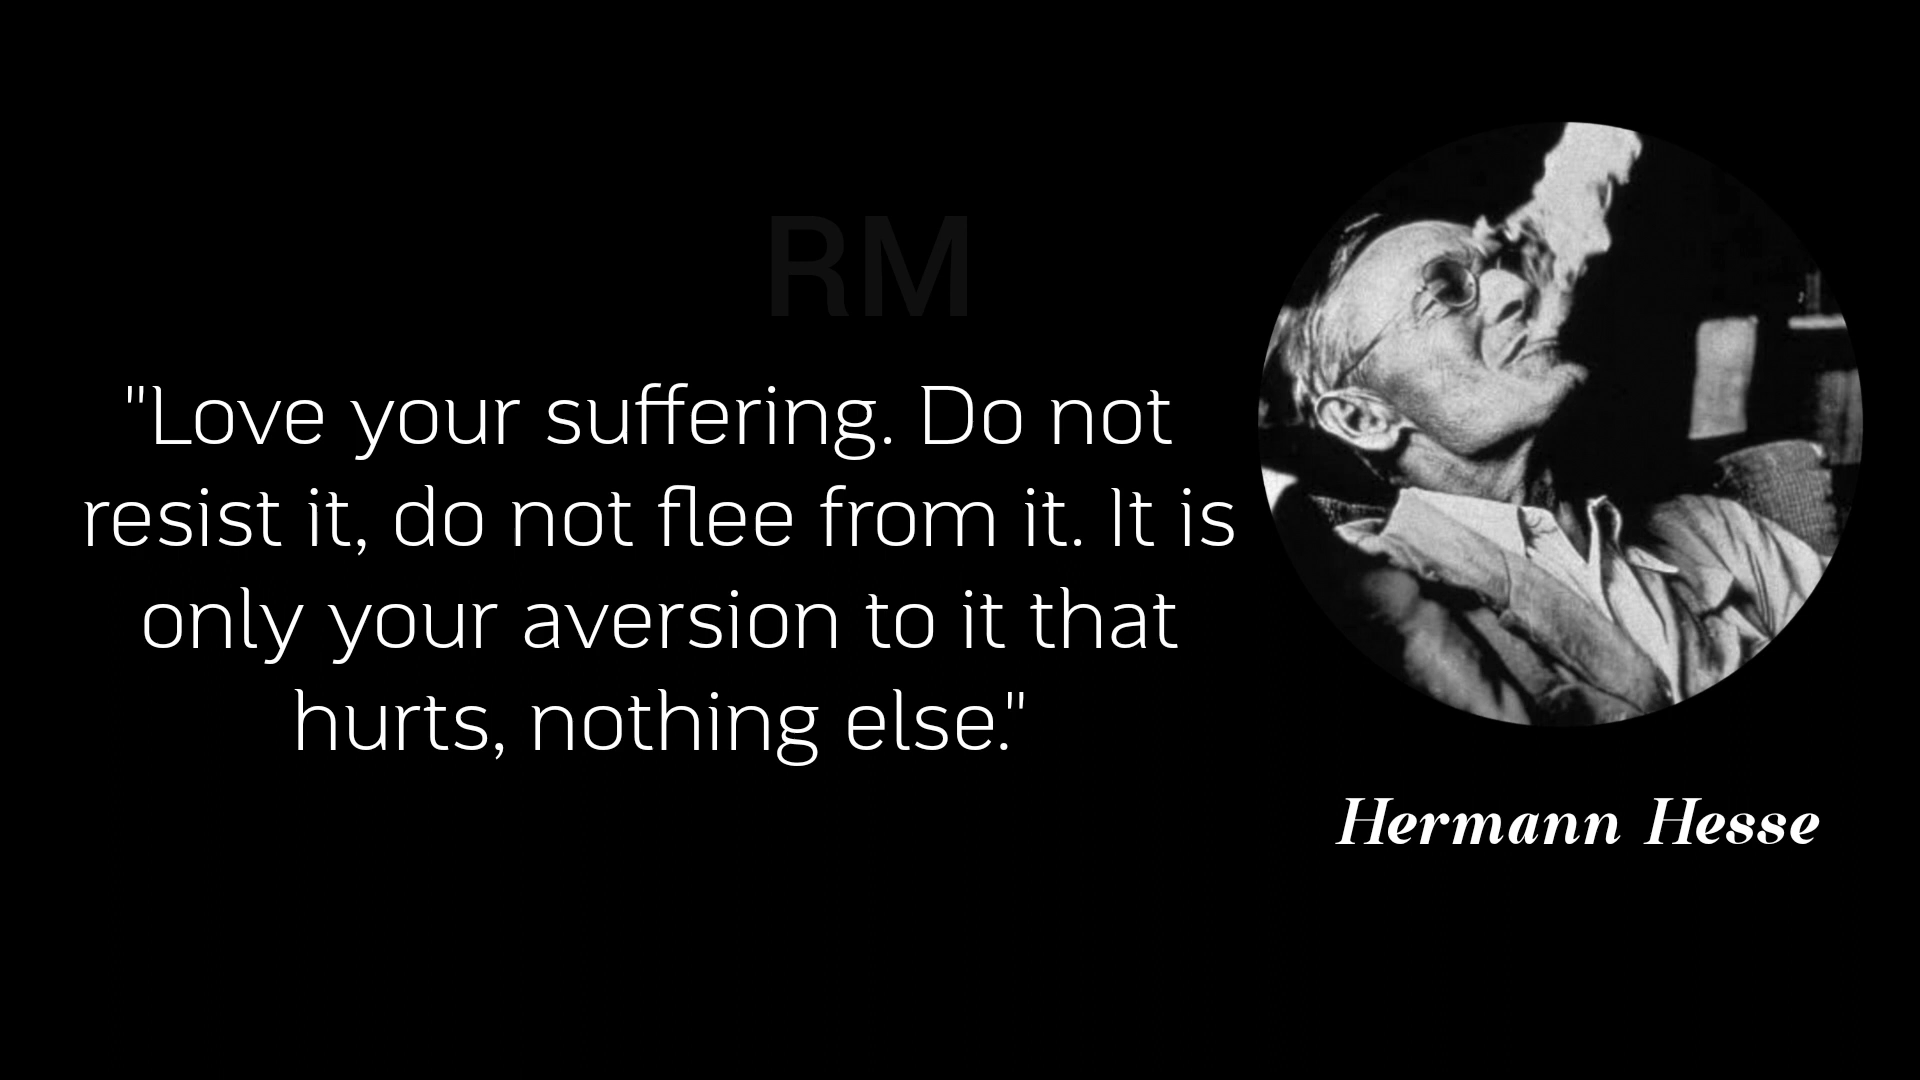 RM
"Love your suffering. Do not
resist it, do not flee from it. It is
only your aversion to it that
hurts, nothing else."
Hermann Hesse